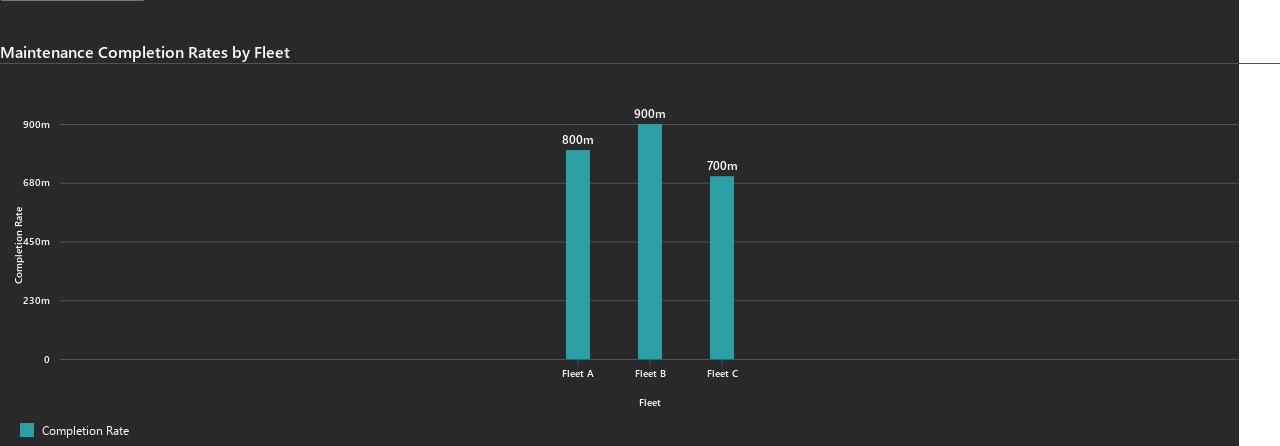 Maintenance Completion Rates by Fleet
900m
800m
900m
700m
680m
450m
230m
0
Completion Rate
Fleet A
Fleet B
Fleet C
Fleet
Completion Rate